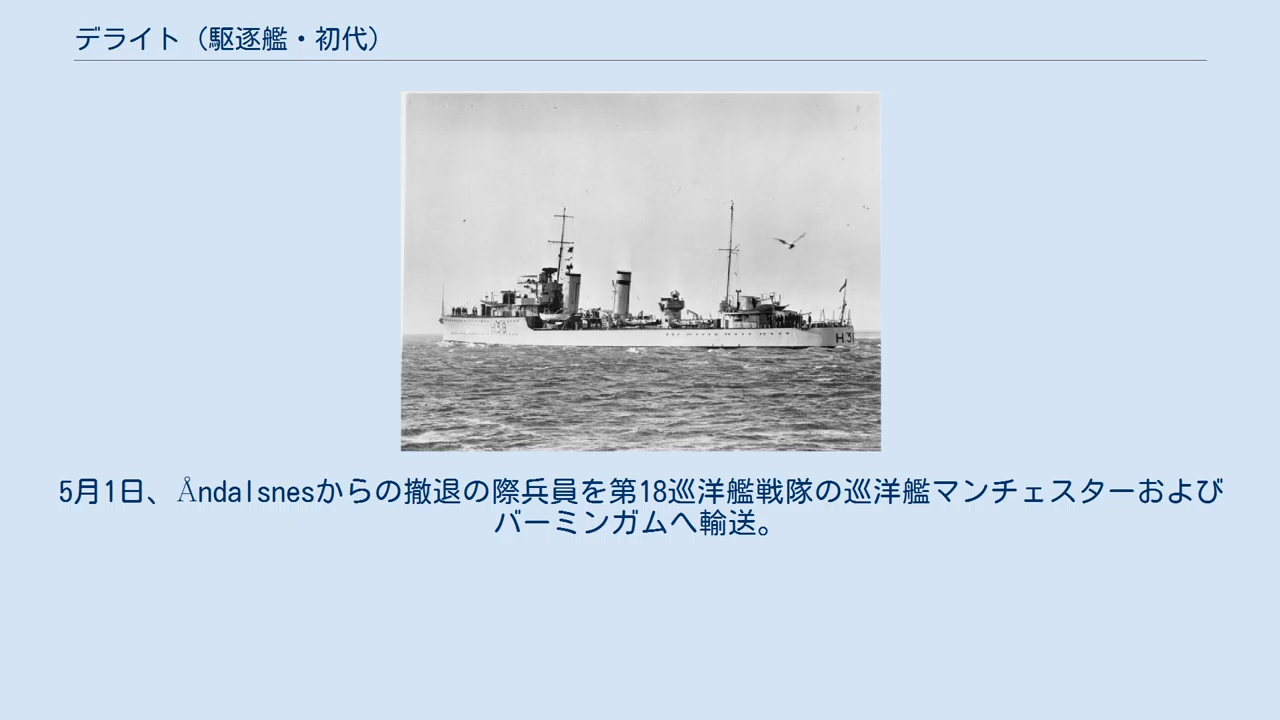 デライト（駆逐艦・初代）
H38
H3
5月1日、Åndalsnesからの撤退の際兵員を第18巡洋艦戦隊の巡洋艦マンチェスターおよび
バーミンガムへ輸送。